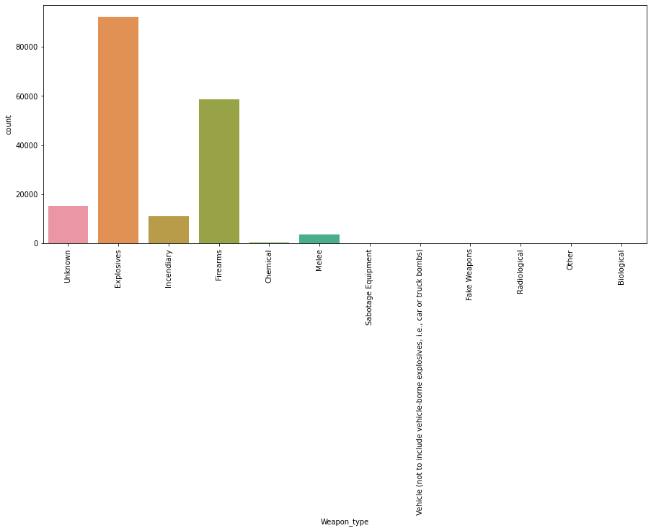 80000
60000
40000
20000
0
count
Unknown
Explosives
Incendiary
Firearms
Chemical
Melee
Sabotage Equipment
Vehicle (not to include vehicle-borne explosives, i.e., car or truck bombs)
Fake Weapons
Radiological
Other
Biological
Weapon_type